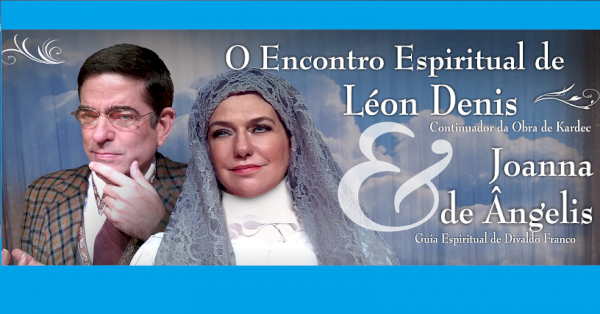 O Encontro Espiritual de
Léon Denis
Continuador da Obra de Kardec
&
Joanna
de Ângelis
Guia Espiritual de Divaldo Franco